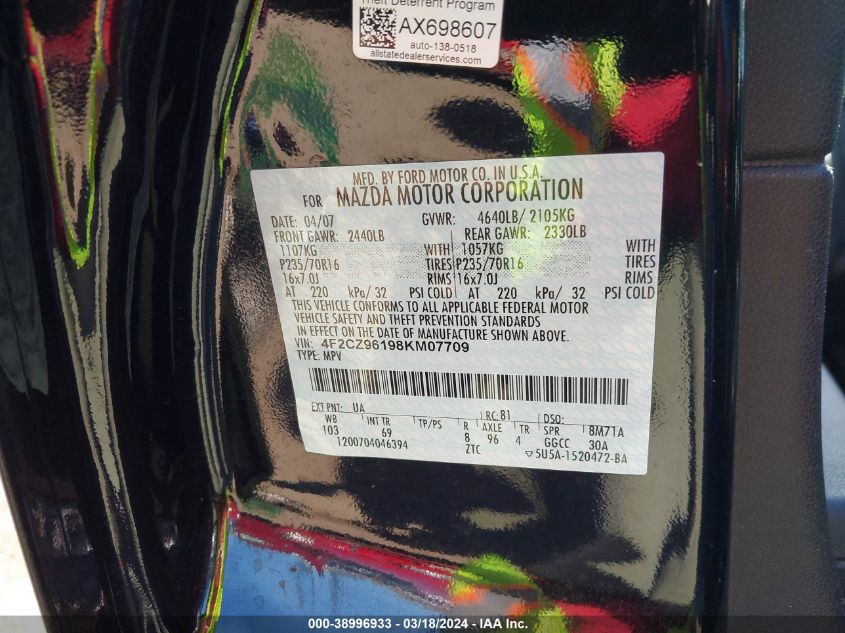 Theft Deterrent Program
AX698607
auto-138-0518
allstatedealerservices.com
MFD. BY FORD MOTOR CO. IN U.S.A.
FOR MAZDA MOTOR CORPORATION
DATE: 04/07 GVWR: 4640LB/ 2105KG
FRONT GAWR: 2440LB REAR GAWR: 2330LB
1107KG WITH 1057KG WITH
P235/70R16 TIRES P235/70R16 TIRES
16x7.0J RIMS 16x7.0J RIMS
AT 220 kPa/ 32 PSI COLD AT 220 kPa/ 32 PSI COLD
THIS VEHICLE CONFORMS TO ALL APPLICABLE FEDERAL MOTOR
VEHICLE SAFETY AND THEFT PREVENTION STANDARDS
IN EFFECT ON THE DATE OF MANUFACTURE SHOWN ABOVE.
VIN: 4F2CZ96198KM07709
TYPE: MPV
EXT PNT: UA RC: 81 DSO:
WB INT TR TP/PS R AXLE TR SPR 8M71A
103 69 8 96 4 GGCC 30A
1200704046394 ZTC ▽5U5A-1520472-BA
000-38996933 - 03/18/2024 - IAA Inc.